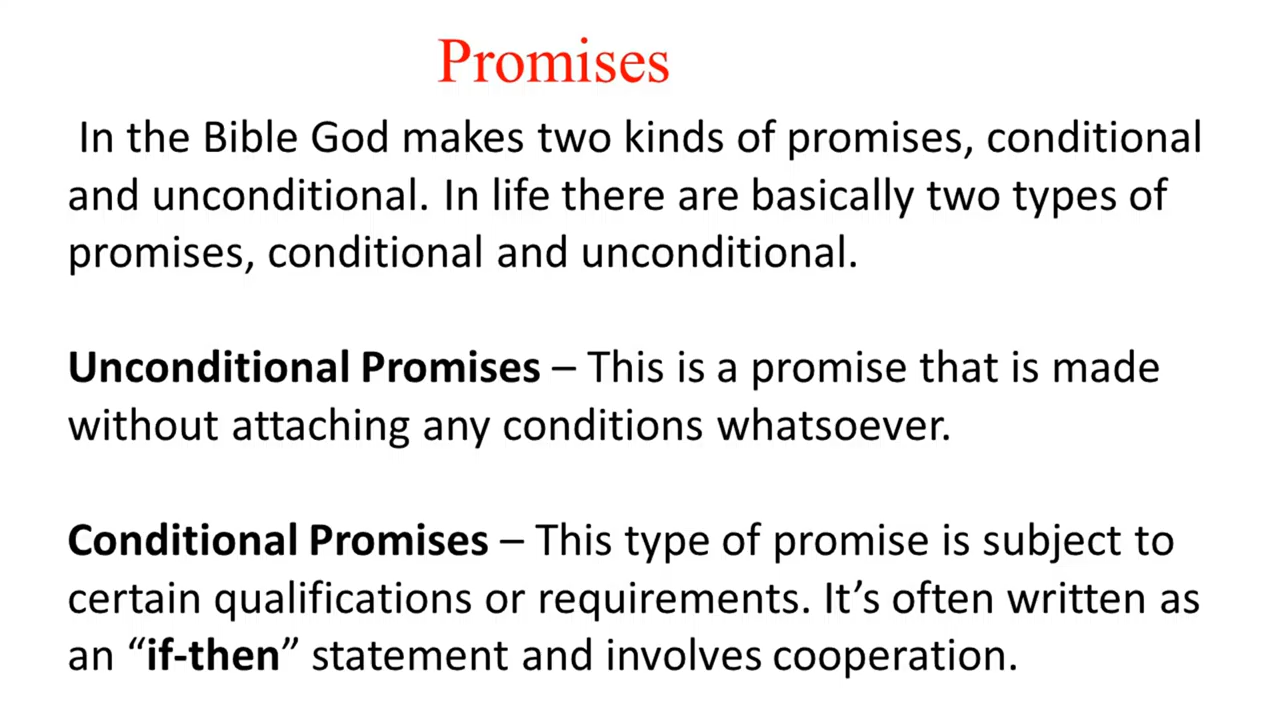 Promises
In the Bible God makes two kinds of promises, conditional
and unconditional. In life there are basically two types of
promises, conditional and unconditional.
Unconditional Promises – This is a promise that is made
without attaching any conditions whatsoever.
Conditional Promises – This type of promise is subject to
certain qualifications or requirements. It’s often written as
an “if-then” statement and involves cooperation.